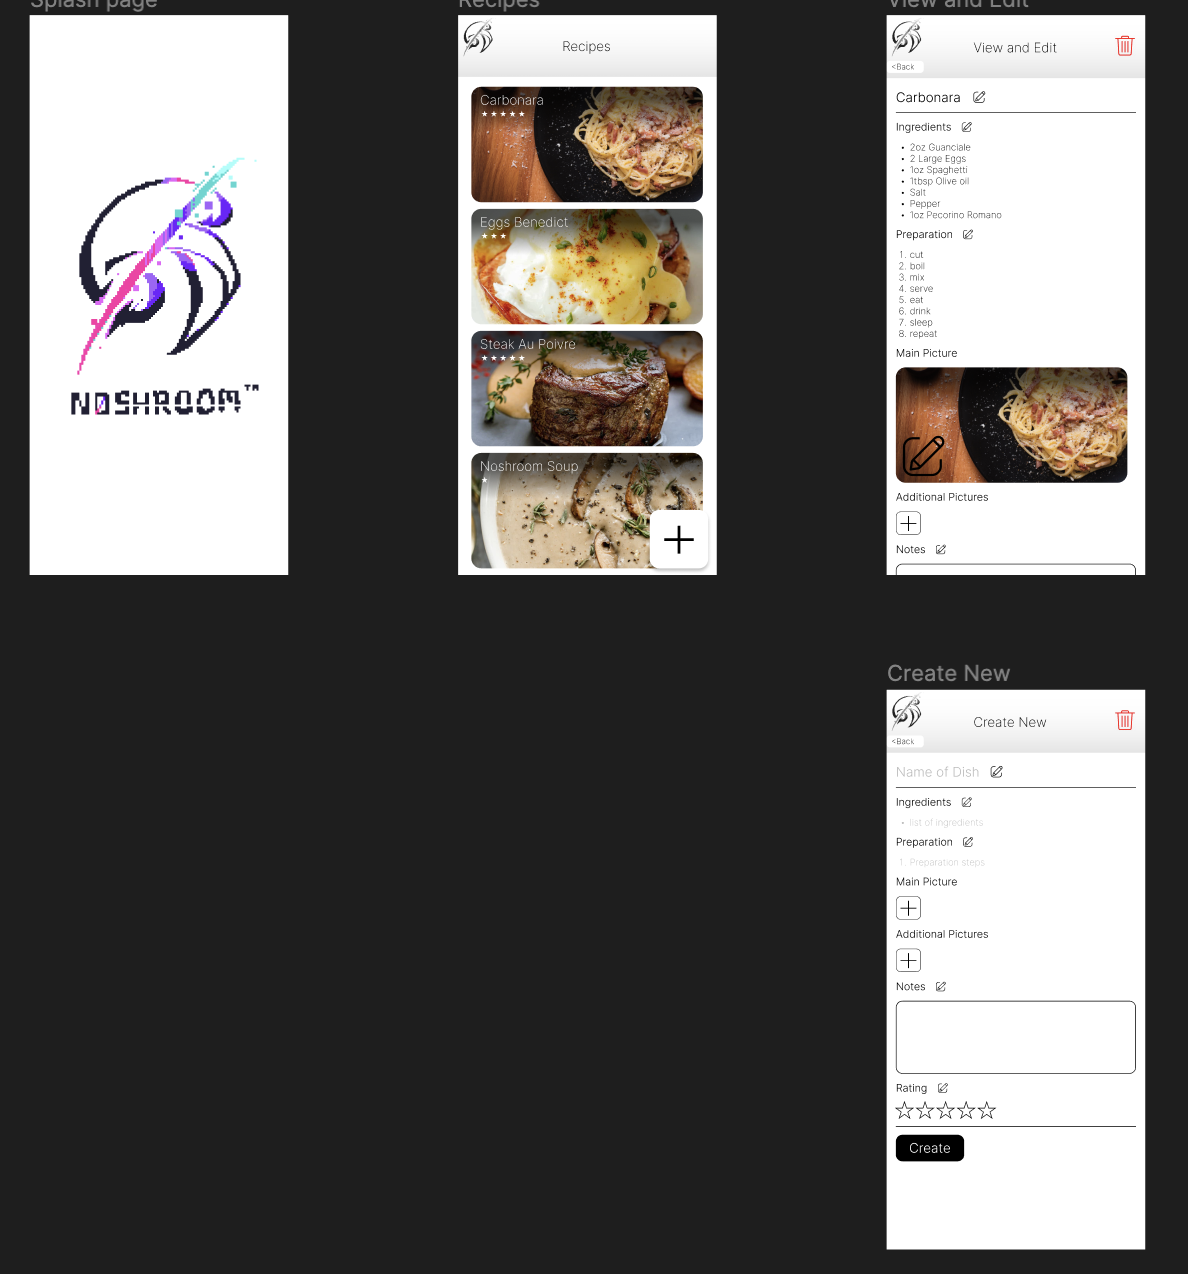 Splash page
NOSHROOM™
Recipes
Recipes
Carbonara
★★★★★
Eggs Benedict
★★★
Steak Au Poivre
★★★★★
Noshroom Soup
★
View and Edit
View and Edit
<Back
Carbonara
Ingredients
• 2oz Guanciale
• 2 Large Eggs
• 1oz Spaghetti
• 1tbsp Olive oil
• Salt
• Pepper
• 1oz Pecorino Romano
Preparation
1. cut
2. boil
3. mix
4. serve
5. eat
6. drink
7. sleep
8. repeat
Main Picture
Additional Pictures
Notes
Create New
Create New
<Back
Name of Dish
Ingredients
• list of ingredients
Preparation
1. Preparation steps
Main Picture
Additional Pictures
Notes
Rating
☆☆☆☆☆
Create